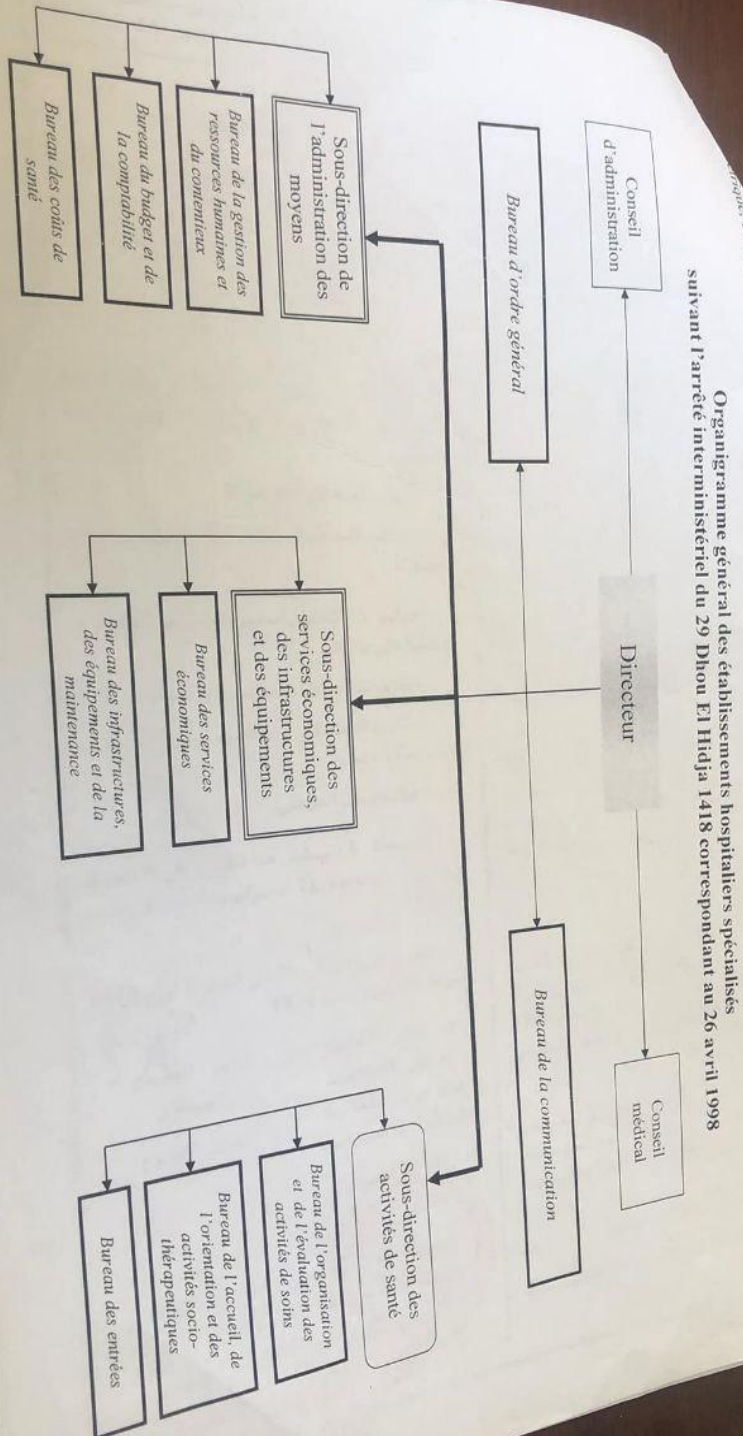 Organigramme général des établissements hospitaliers spécialisés
suivant l'arrêté interministériel du 29 Dhou El Hidja 1418 correspondant au 26 avril 1998
Conseil
d'administration
Directeur
Conseil
médical
Bureau d'ordre général
Bureau de la communication
Sous-direction de
l'administration des
moyens
Bureau de la gestion des
ressources humaines et
du contentieux
Bureau du budget et de
la comptabilité
Bureau des coûts de
santé
Sous-direction des
services économiques,
des infrastructures
et des équipements
Bureau des services
économiques
Bureau des infrastructures,
des équipements et de la
maintenance
Sous-direction des
activités de santé
Bureau de l'organisation
et de l'évaluation des
activités de soins
Bureau de l'accueil, de
l'orientation et des
activités socio-
thérapeutiques
Bureau des entrées